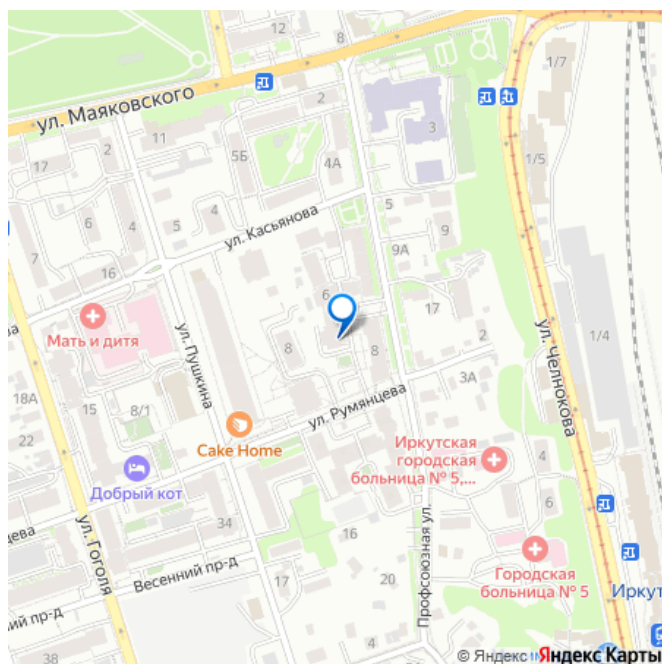 12
1/7
ул. Маяковского
2
11
3
17
2
5Б
4А
1/5
6
4
5
4
5
9
7
16
ул. Касьянова
9А
6
17
ва
Мать и дитя
ул. Пушкина
8
8
2
1/4
ул. Челнокова
18А
15
8/1
ул. Румянцева
3А
22
Cake Home
Иркутская
городская
больница № 5,...
4
Добрый кот
цева
ул. Гоголя
34
16
6
Весенний пр-д
17
20
Профсоюзная ул.
Городская
больница № 5
Иркут
ний пр-д
38
4
© Яндекс Яндекс Карты